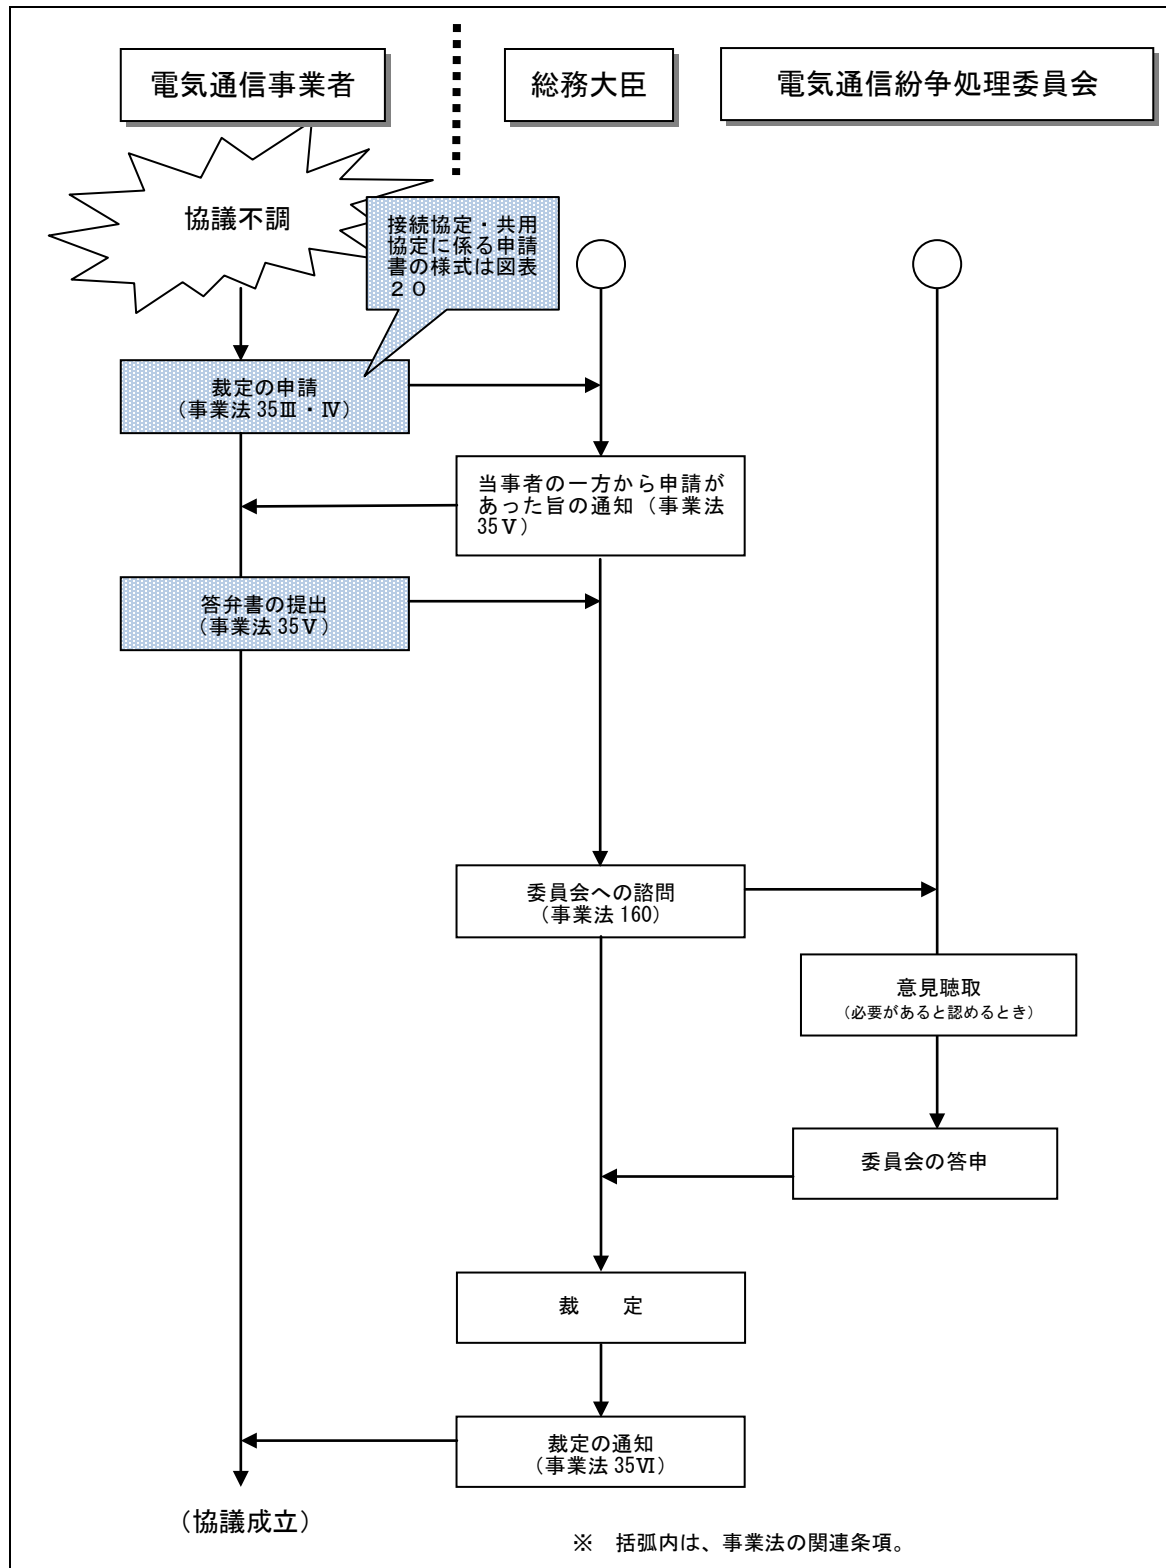 電気通信事業者
総務大臣
電気通信紛争処理委員会
協議不調
接続協定・共用
協定に係る申請
書の様式は図表
２０
裁定の申請
（事業法 35Ⅲ・Ⅳ）
当事者の一方から申請が
あった旨の通知（事業法
35Ⅴ）
答弁書の提出
（事業法 35Ⅴ）
委員会への諮問
（事業法 160）
意見聴取
（必要があると認めるとき）
委員会の答申
裁　定
裁定の通知
（事業法 35Ⅵ）
（協議成立）
※　括弧内は、事業法の関連条項。